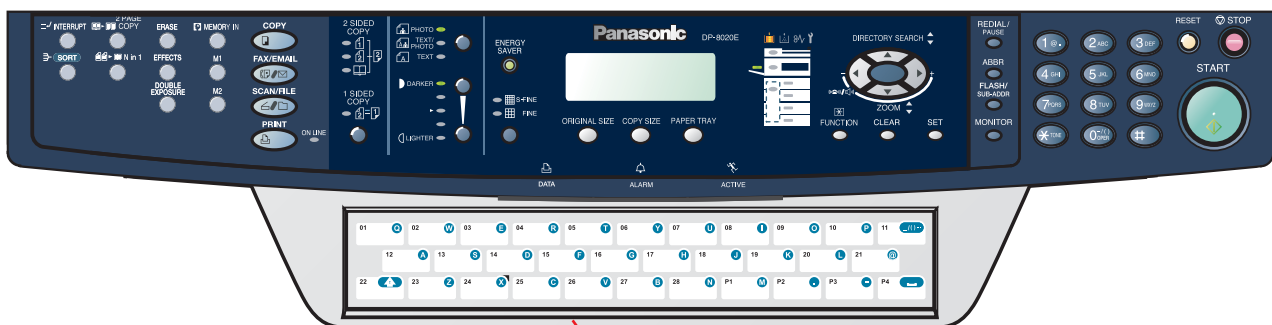 INTERRUPT
2 PAGE
COPY
ERASE
MEMORY IN
COPY
SORT
N in 1
EFFECTS
M1
FAX/EMAIL
DOUBLE
EXPOSURE
M2
SCAN/FILE
PRINT
ON LINE
2 SIDED
COPY
1
2
2
1 SIDED
COPY
2
PHOTO
TEXT/
PHOTO
A TEXT
DARKER
LIGHTER
ENERGY
SAVER
S-FINE
FINE
Panasonic DP-8020E
ORIGINAL SIZE COPY SIZE PAPER TRAY
DIRECTORY SEARCH
- +
ZOOM
FUNCTION CLEAR SET
DATA ALARM ACTIVE
REDIAL/
PAUSE
ABBR
FLASH/
SUB-ADDR
MONITOR
1 @. 2 ABC 3 DEF
4 GHI 5 JKL 6 MNO
7 PQRS 8 TUV 9 WXYZ
* TONE 0 OPER #
RESET STOP
START
01 Q 02 W 03 E 04 R 05 T 06 Y 07 U 08 I 09 O 10 P 11 _/()~
12 A 13 S 14 D 15 F 16 G 17 H 18 J 19 K 20 L 21 @
22 23 Z 24 X 25 C 26 V 27 B 28 N P1 M P2 . P3 - P4